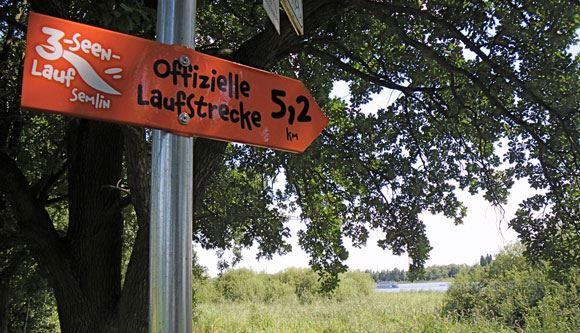 3-Seen-
Lauf
Semlin
Offizielle
Laufstrecke
5,2
km